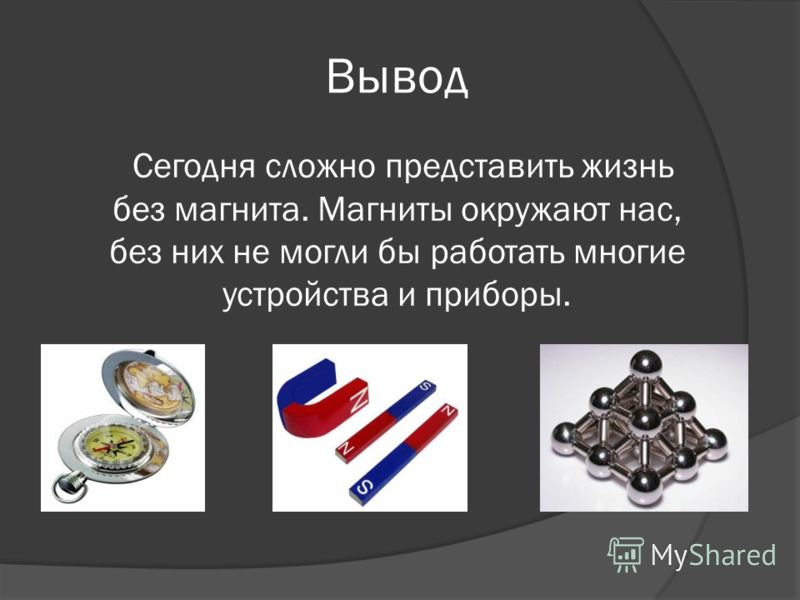 Вывод
Сегодня сложно представить жизнь
без магнита. Магниты окружают нас,
без них не могли бы работать многие
устройства и приборы.
N
S
N
N
S
MyShared